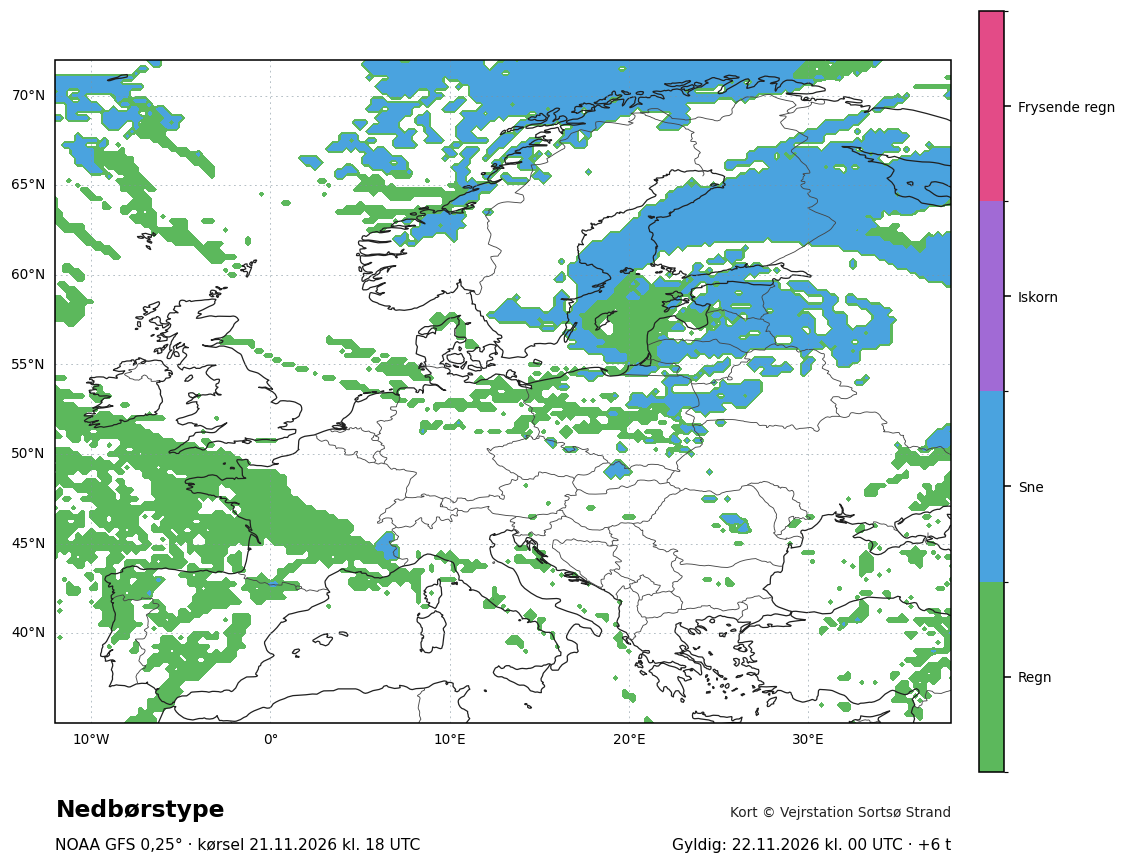 70°N
65°N
60°N
55°N
50°N
45°N
40°N
10°W
0°
10°E
20°E
30°E
Frysende regn
Iskorn
Sne
Regn
Nedbørstype
Kort © Vejrstation Sortsø Strand
NOAA GFS 0,25° · kørsel 21.11.2026 kl. 18 UTC
Gyldig: 22.11.2026 kl. 00 UTC · +6 t